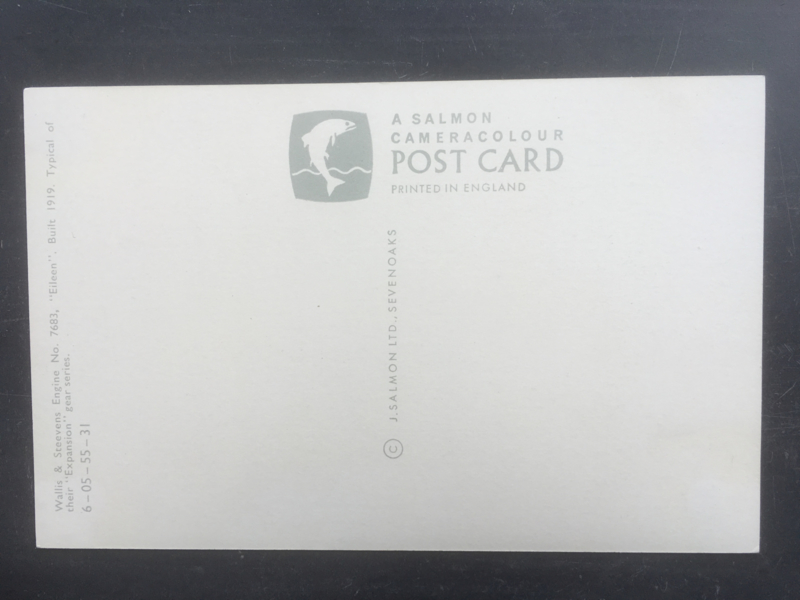 A SALMON
CAMERACOLOUR
POST CARD
PRINTED IN ENGLAND
© J. SALMON LTD., SEVENOAKS
Wallis & Steevens Engine No. 7683, "Eileen". Built 1919. Typical of
their "Expansion" gear series.
6-05-55-31